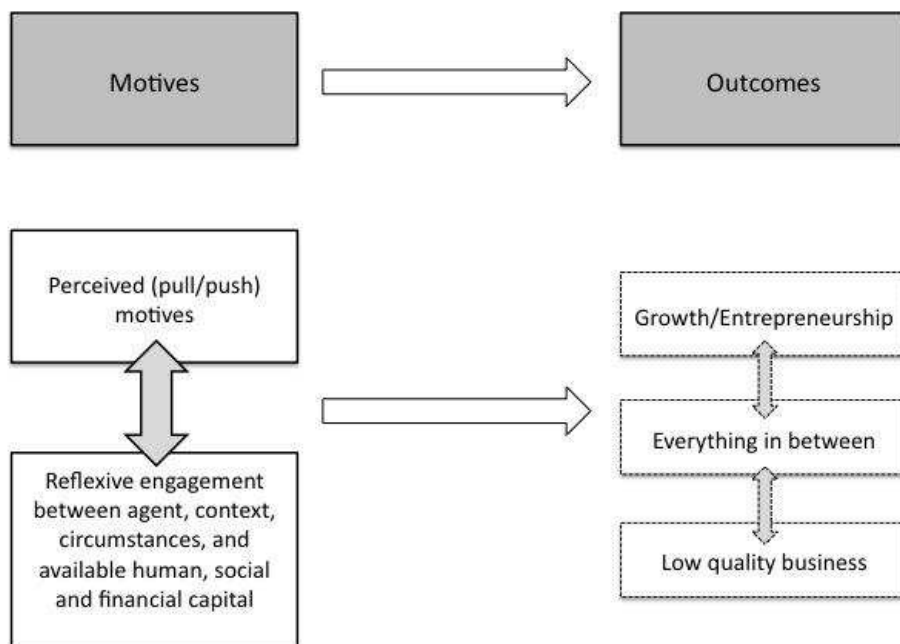 Motives
Outcomes
Perceived (pull/push)
motives
Reflexive engagement
between agent, context,
circumstances, and
available human, social
and financial capital
Growth/Entrepreneurship
Everything in between
Low quality business